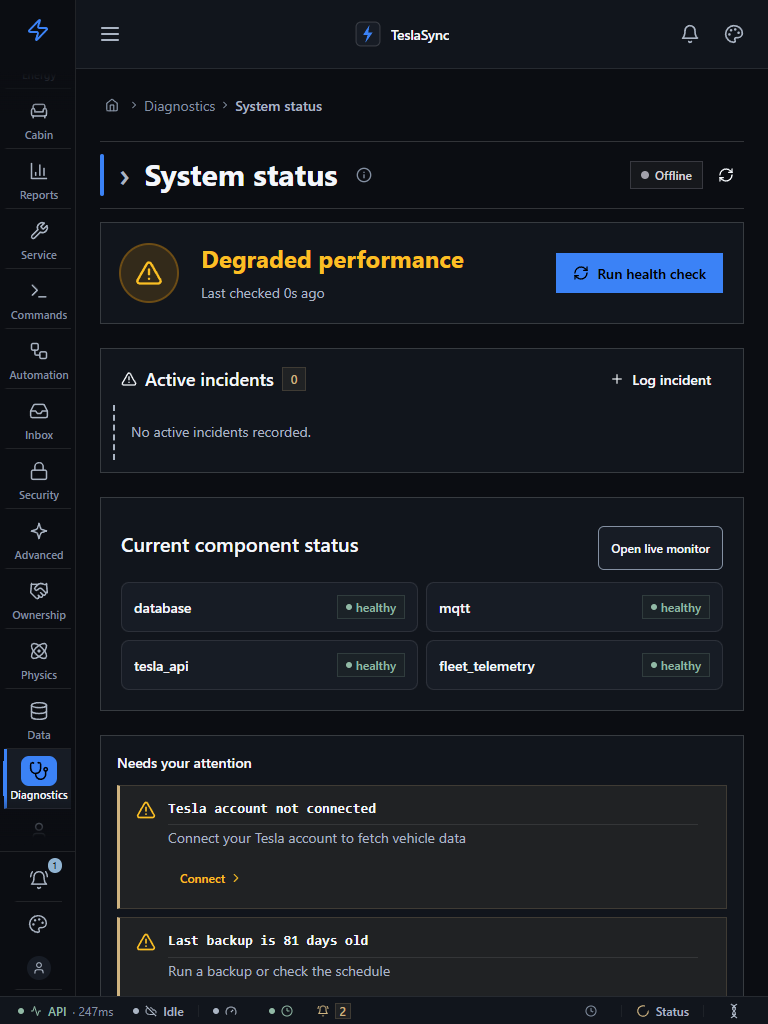 TeslaSync
Energy
Cabin
Reports
Service
Commands
Automation
Inbox
Security
Advanced
Ownership
Physics
Data
Diagnostics
1
Diagnostics
System status
System status
Offline
Degraded performance
Last checked 0s ago
Run health check
Active incidents 0
Log incident
No active incidents recorded.
Current component status
Open live monitor
database healthy
mqtt healthy
tesla_api healthy
fleet_telemetry healthy
Needs your attention
Tesla account not connected
Connect your Tesla account to fetch vehicle data
Connect
Last backup is 81 days old
Run a backup or check the schedule
API · 247ms Idle 2 Status